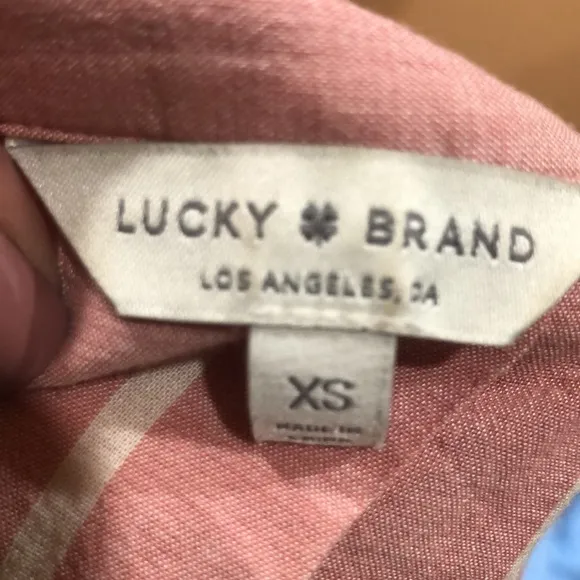 LUCKY BRAND
LOS ANGELES, CA
XS
MADE IN